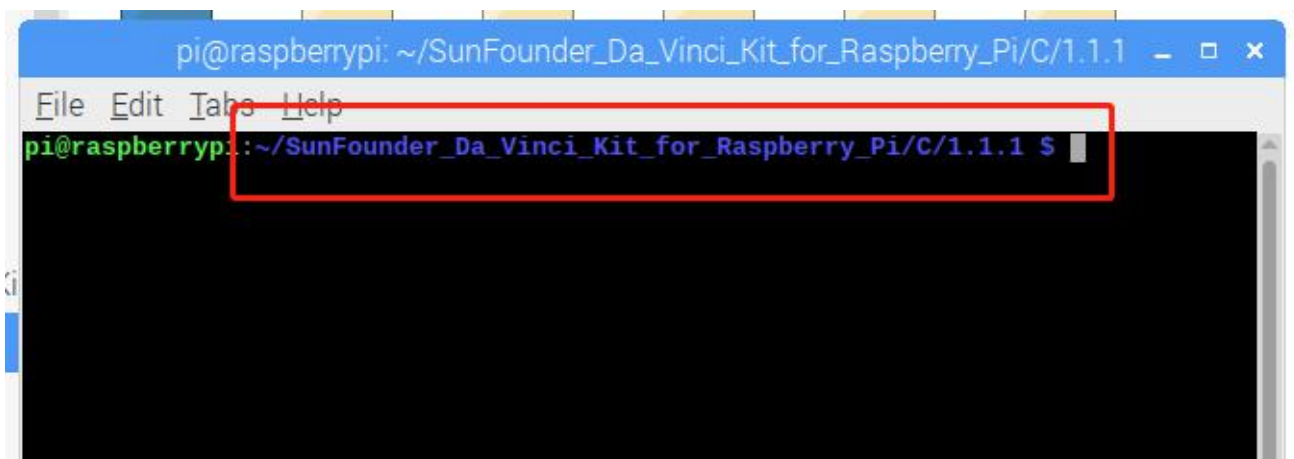 pi@raspberrypi: ~/SunFounder_Da_Vinci_Kit_for_Raspberry_Pi/C/1.1.1
File Edit Tabs Help
pi@raspberrypi:~/SunFounder_Da_Vinci_Kit_for_Raspberry_Pi/C/1.1.1 $